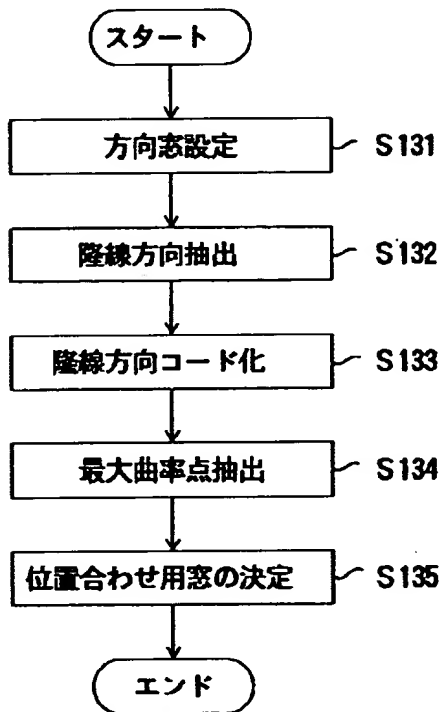 スタート
方向窓設定
S131
隆線方向抽出
S132
隆線方向コード化
S133
最大曲率点抽出
S134
位置合わせ用窓の決定
S135
エンド